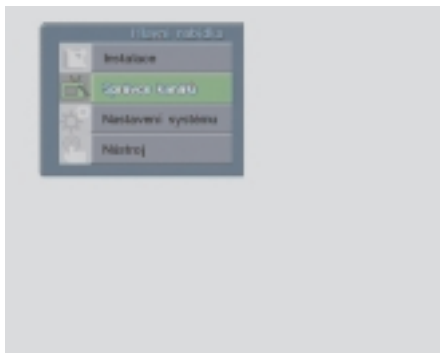 Hlavní nabídka
Instalace
Správce kanálů
Nastavení systému
Nástroj